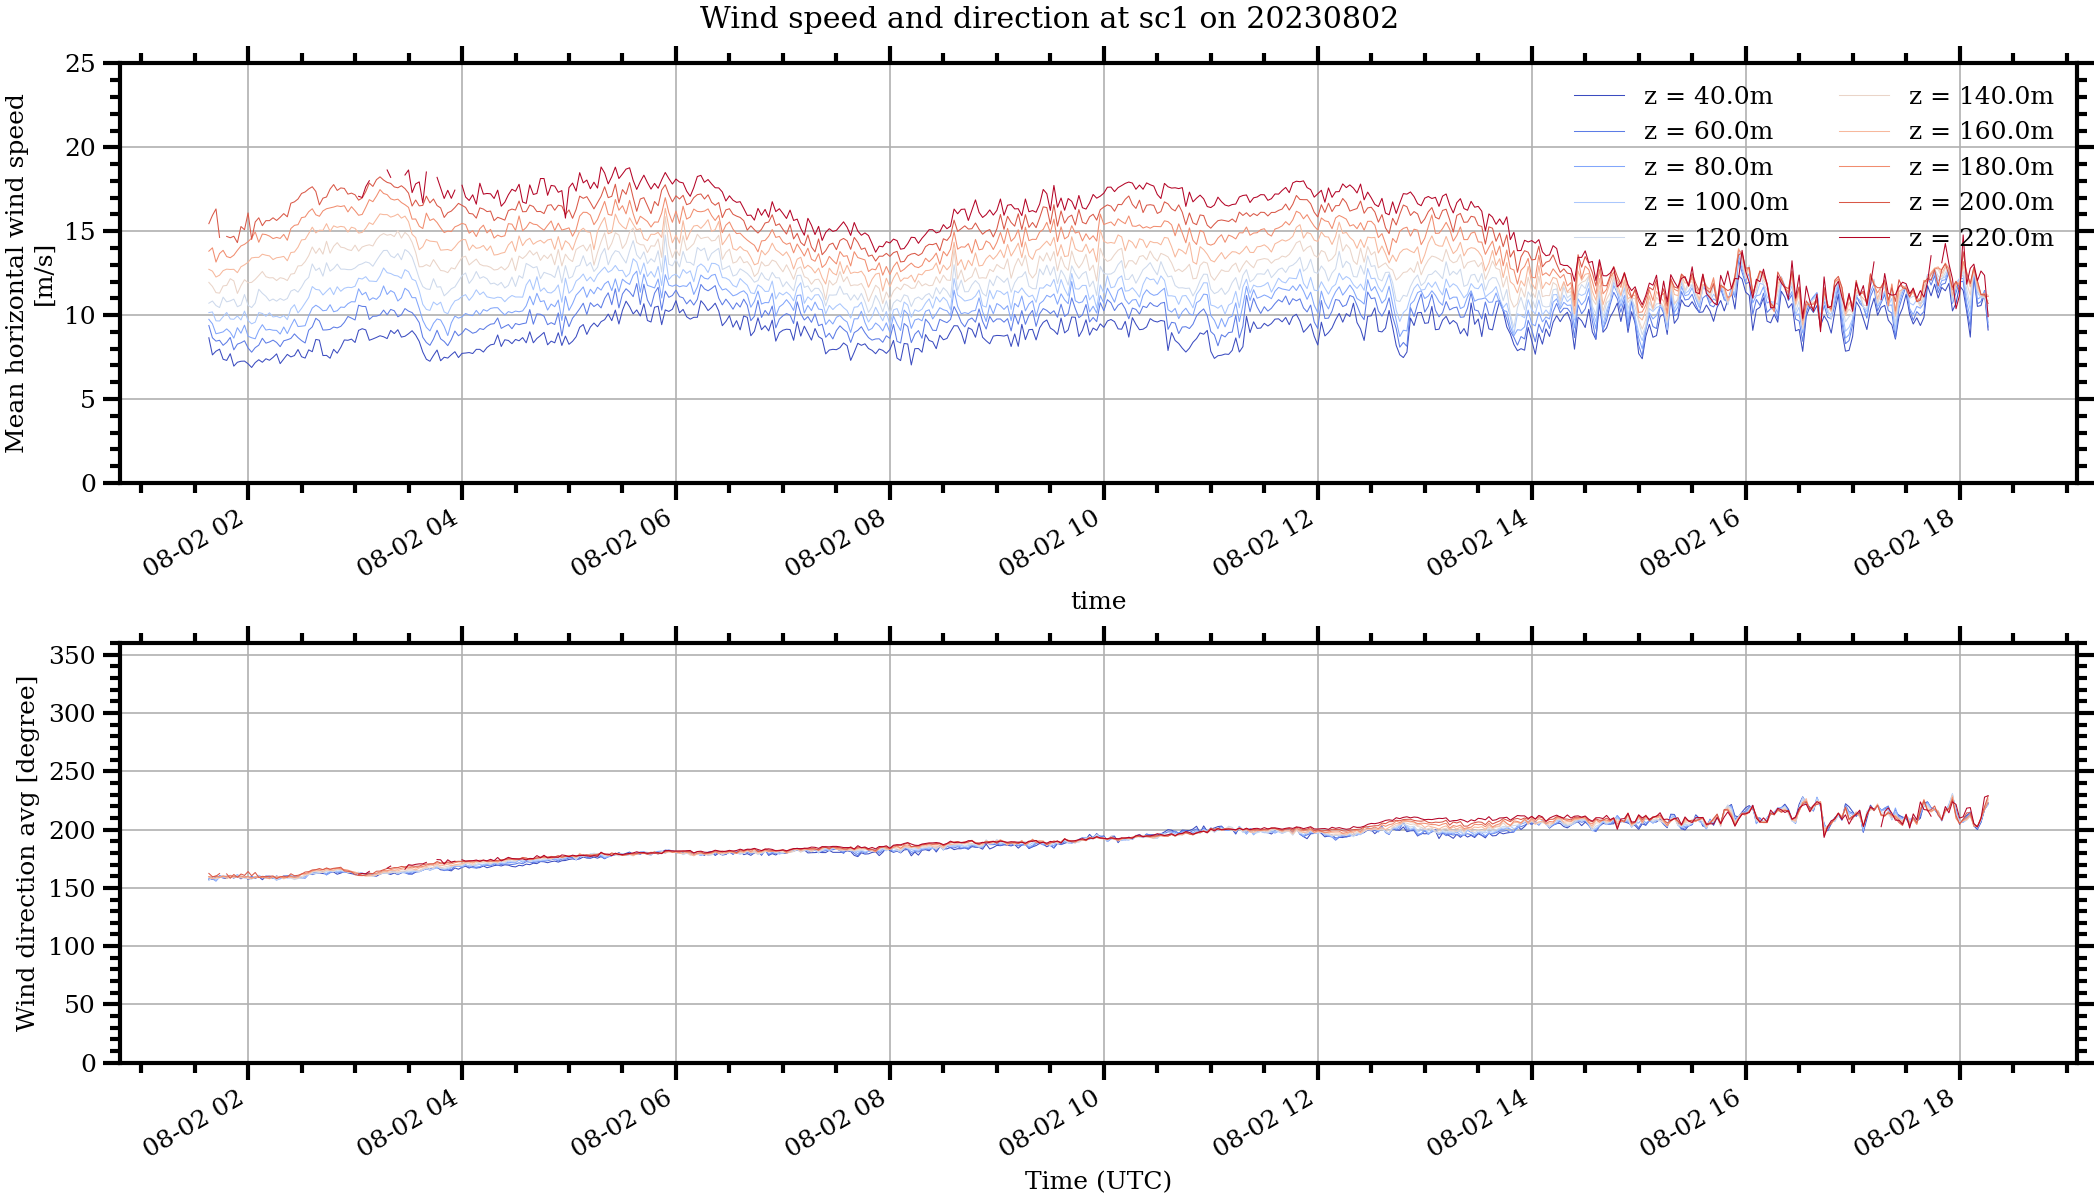 Wind speed and direction at sc1 on 20230802
Mean horizontal wind speed
[m/s]
25
20
15
10
5
0
z = 40.0m
z = 60.0m
z = 80.0m
z = 100.0m
z = 120.0m
z = 140.0m
z = 160.0m
z = 180.0m
z = 200.0m
z = 220.0m
08-02 02
08-02 04
08-02 06
08-02 08
08-02 10
08-02 12
08-02 14
08-02 16
08-02 18
time
Wind direction avg [degree]
350
300
250
200
150
100
50
0
08-02 02
08-02 04
08-02 06
08-02 08
08-02 10
08-02 12
08-02 14
08-02 16
08-02 18
Time (UTC)